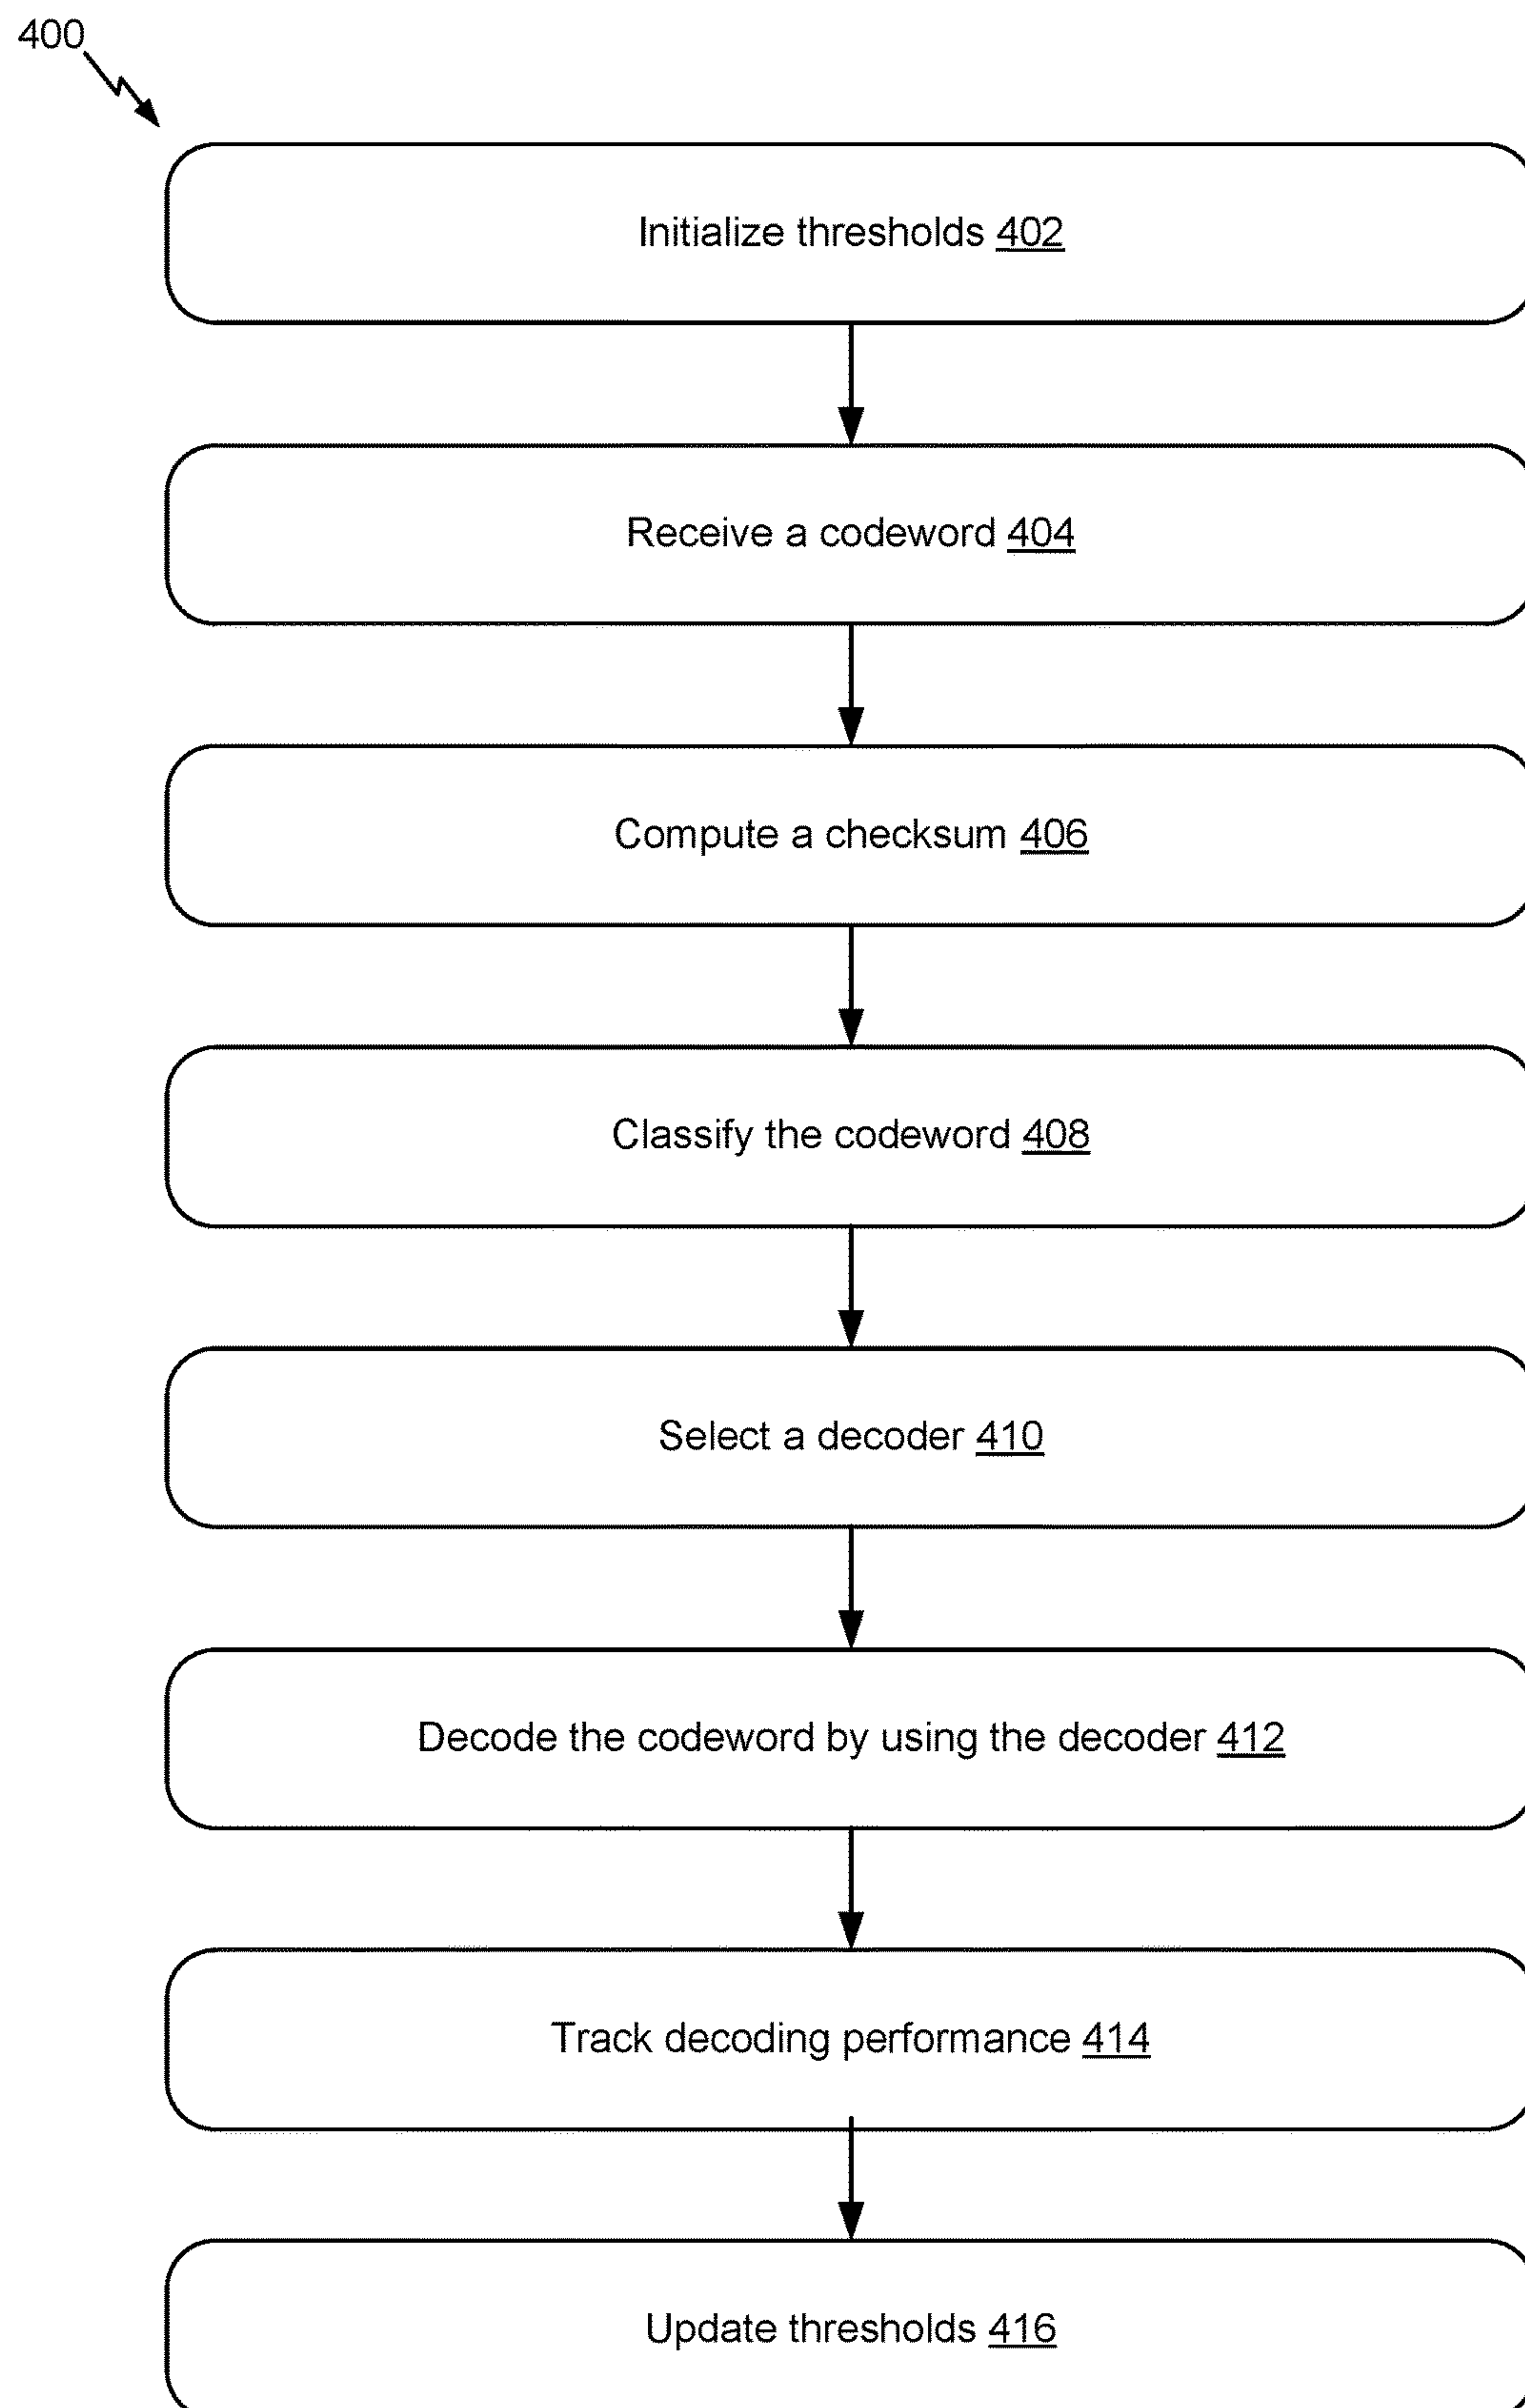 400
Initialize thresholds 402
Receive a codeword 404
Compute a checksum 406
Classify the codeword 408
Select a decoder 410
Decode the codeword by using the decoder 412
Track decoding performance 414
Update thresholds 416